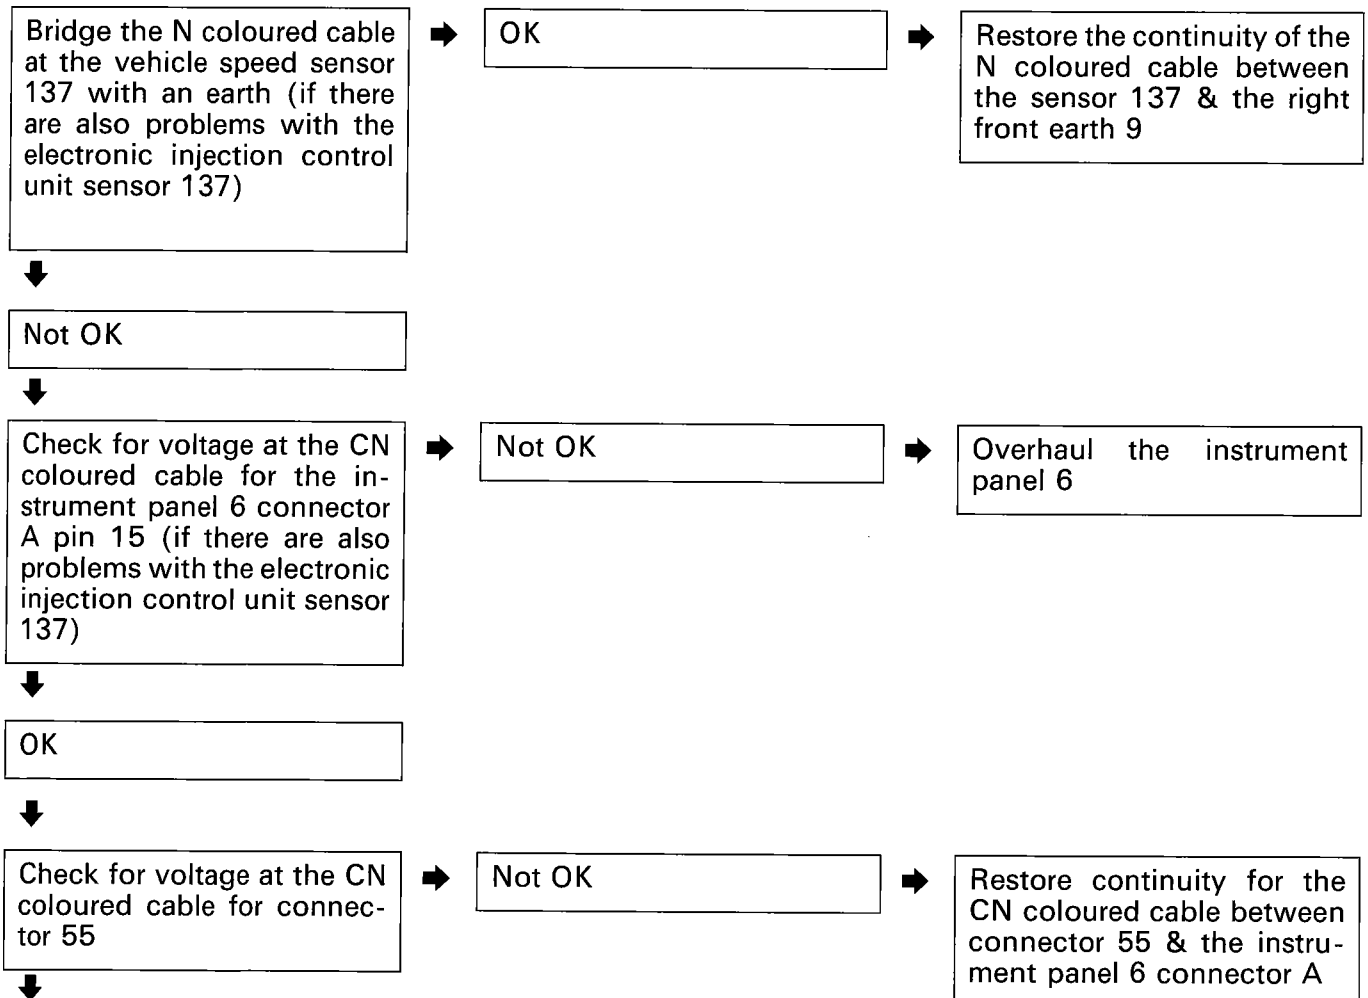 Bridge the N coloured cable
at the vehicle speed sensor
137 with an earth (if there
are also problems with the
electronic injection control
unit sensor 137)
OK
Restore the continuity of the
N coloured cable between
the sensor 137 & the right
front earth 9
Not OK
Check for voltage at the CN
coloured cable for the in-
strument panel 6 connector
A pin 15 (if there are also
problems with the electronic
injection control unit sensor
137)
Not OK
Overhaul the instrument
panel 6
OK
Check for voltage at the CN
coloured cable for connec-
tor 55
Not OK
Restore continuity for the
CN coloured cable between
connector 55 & the instru-
ment panel 6 connector A